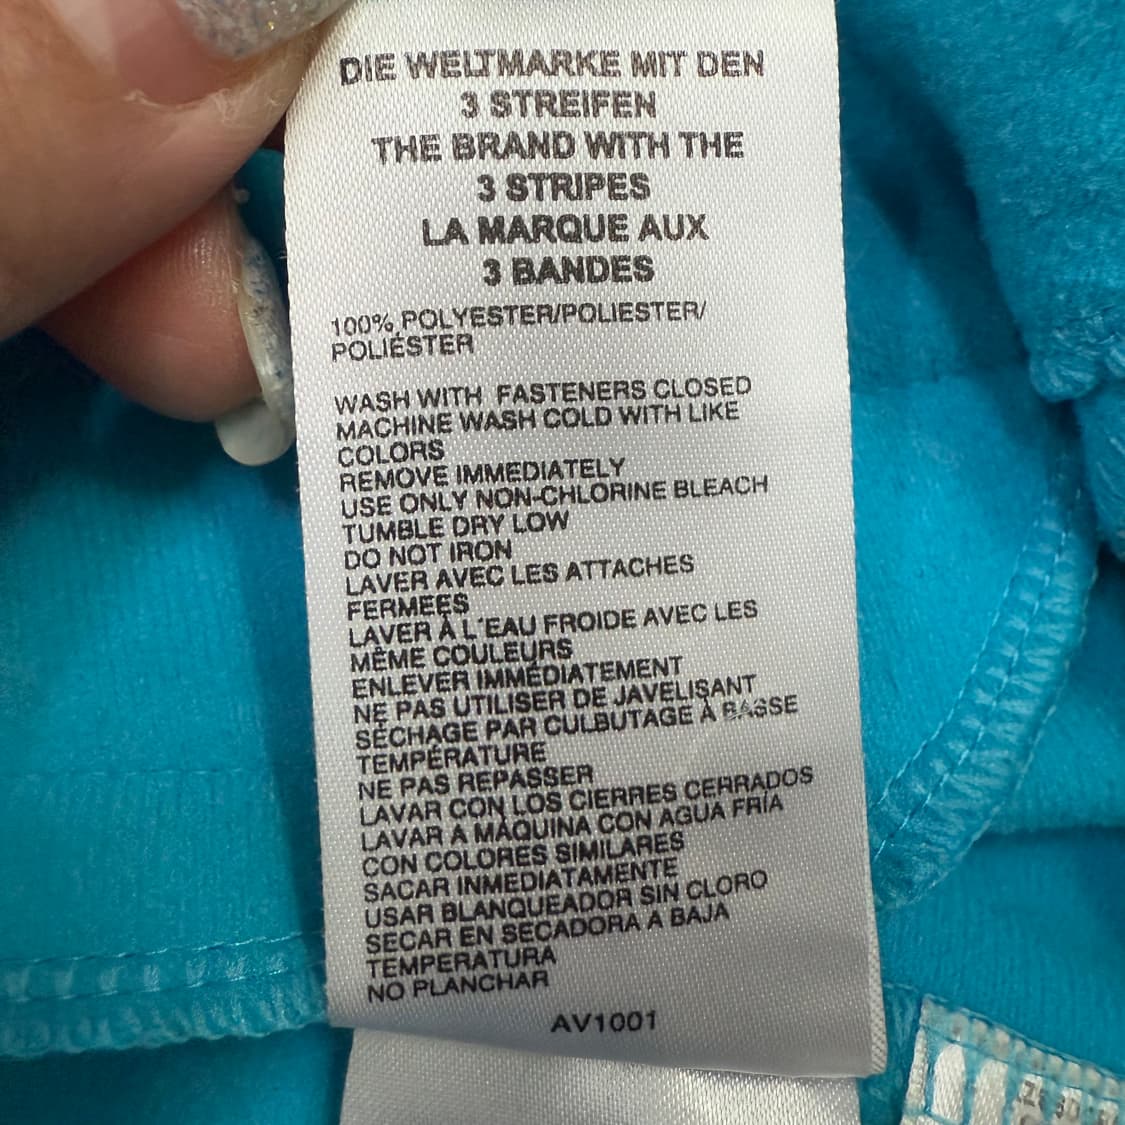 DIE WELTMARKE MIT DEN
3 STREIFEN
THE BRAND WITH THE
3 STRIPES
LA MARQUE AUX
3 BANDES
100% POLYESTER/POLIESTER/
POLIÉSTER
WASH WITH FASTENERS CLOSED
MACHINE WASH COLD WITH LIKE
COLORS
REMOVE IMMEDIATELY
USE ONLY NON-CHLORINE BLEACH
TUMBLE DRY LOW
DO NOT IRON
LAVER AVEC LES ATTACHES
FERMEES
LAVER À L'EAU FROIDE AVEC LES
MÊME COULEURS
ENLEVER IMMÉDIATEMENT
NE PAS UTILISER DE JAVELISANT
SÉCHAGE PAR CULBUTAGE À BASSE
TEMPÉRATURE
NE PAS REPASSER
LAVAR CON LOS CIERRES CERRADOS
LAVAR A MÁQUINA CON AGUA FRÍA
CON COLORES SIMILARES
SACAR INMEDIATAMENTE
USAR BLANQUEADOR SIN CLORO
SECAR EN SECADORA A BAJA
TEMPERATURA
NO PLANCHAR
AV1001